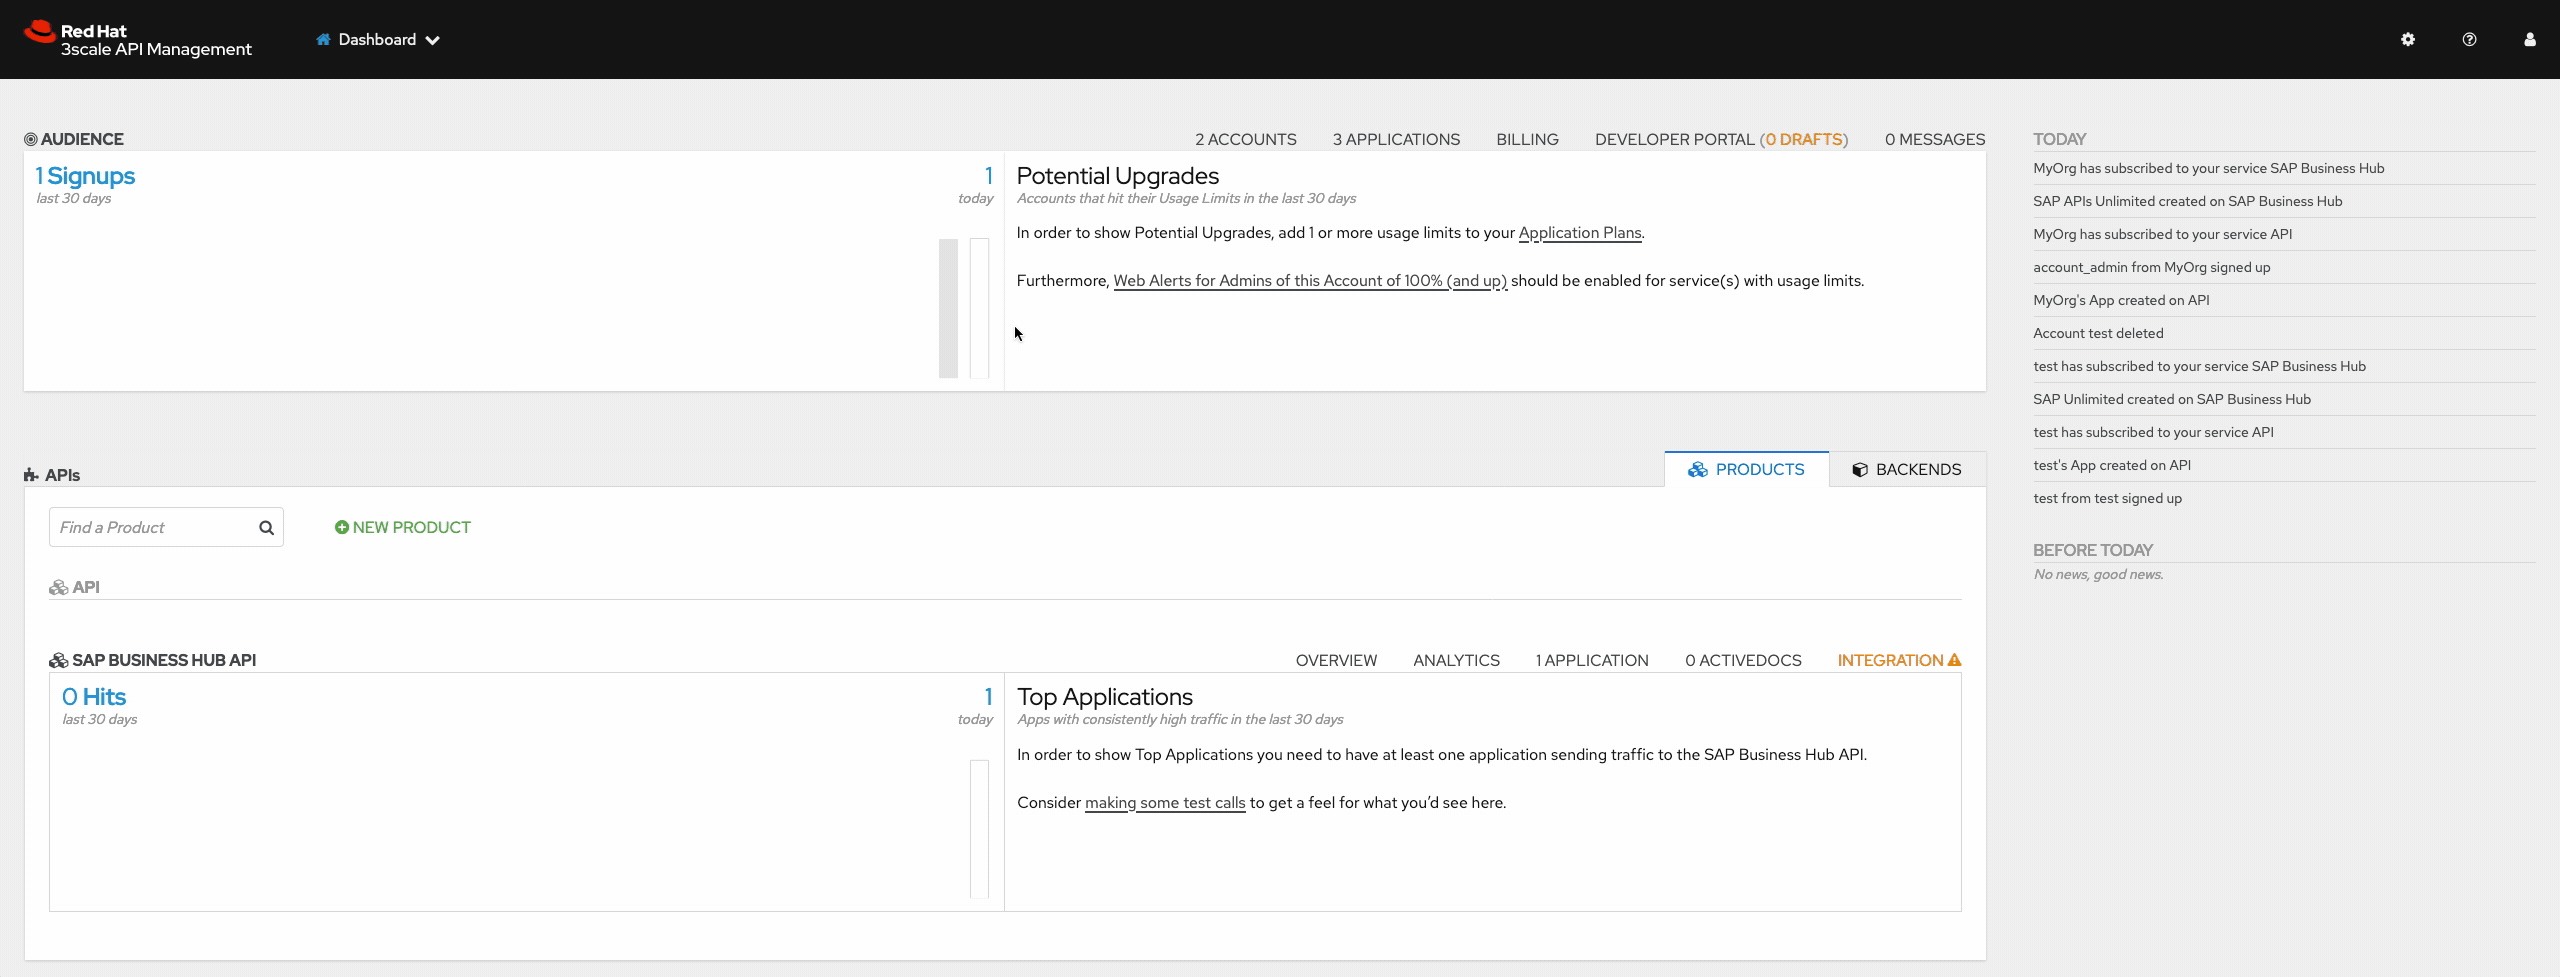 Red Hat
3scale API Management
Dashboard
AUDIENCE
2 ACCOUNTS 3 APPLICATIONS BILLING DEVELOPER PORTAL (0 DRAFTS) 0 MESSAGES
1 Signups
last 30 days
1
today
Potential Upgrades
Accounts that hit their Usage Limits in the last 30 days
In order to show Potential Upgrades, add 1 or more usage limits to your Application Plans.
Furthermore, Web Alerts for Admins of this Account of 100% (and up) should be enabled for service(s) with usage limits.
APIs
PRODUCTS
BACKENDS
Find a Product
NEW PRODUCT
API
SAP BUSINESS HUB API
OVERVIEW ANALYTICS 1 APPLICATION 0 ACTIVEDOCS INTEGRATION
0 Hits
last 30 days
1
today
Top Applications
Apps with consistently high traffic in the last 30 days
In order to show Top Applications you need to have at least one application sending traffic to the SAP Business Hub API.
Consider making some test calls to get a feel for what you'd see here.
TODAY
MyOrg has subscribed to your service SAP Business Hub
SAP APIs Unlimited created on SAP Business Hub
MyOrg has subscribed to your service API
account_admin from MyOrg signed up
MyOrg's App created on API
Account test deleted
test has subscribed to your service SAP Business Hub
SAP Unlimited created on SAP Business Hub
test has subscribed to your service API
test's App created on API
test from test signed up
BEFORE TODAY
No news, good news.